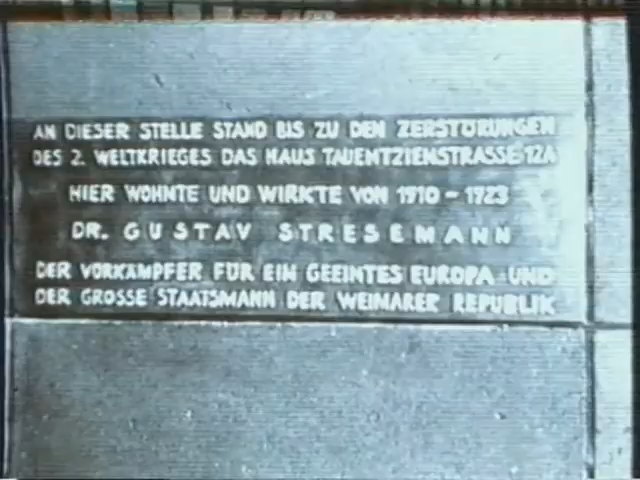 AN DIESER STELLE STAND BIS ZU DEN ZERSTÖRUNGEN
DES 2. WELTKRIEGES DAS HAUS TAUENTZIENSTRASSE 12A
HIER WOHNTE UND WIRKTE VON 1910 – 1923
DR. GUSTAV STRESEMANN
DER VORKÄMPFER FÜR EIN GEEINTES EUROPA UND
DER GROSSE STAATSMANN DER WEIMARER REPUBLIK